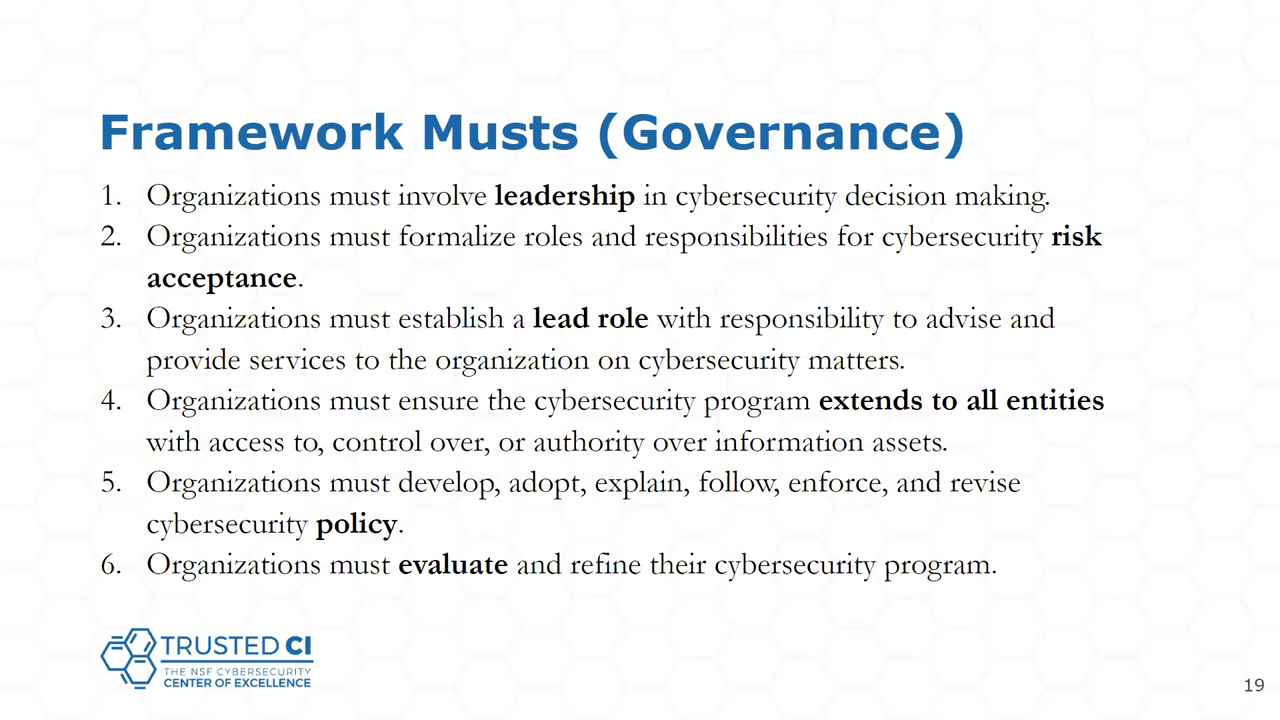 Framework Musts (Governance)
1. Organizations must involve leadership in cybersecurity decision making.
2. Organizations must formalize roles and responsibilities for cybersecurity risk
acceptance.
3. Organizations must establish a lead role with responsibility to advise and
provide services to the organization on cybersecurity matters.
4. Organizations must ensure the cybersecurity program extends to all entities
with access to, control over, or authority over information assets.
5. Organizations must develop, adopt, explain, follow, enforce, and revise
cybersecurity policy.
6. Organizations must evaluate and refine their cybersecurity program.
TRUSTED CI
THE NSF CYBERSECURITY
CENTER OF EXCELLENCE
19